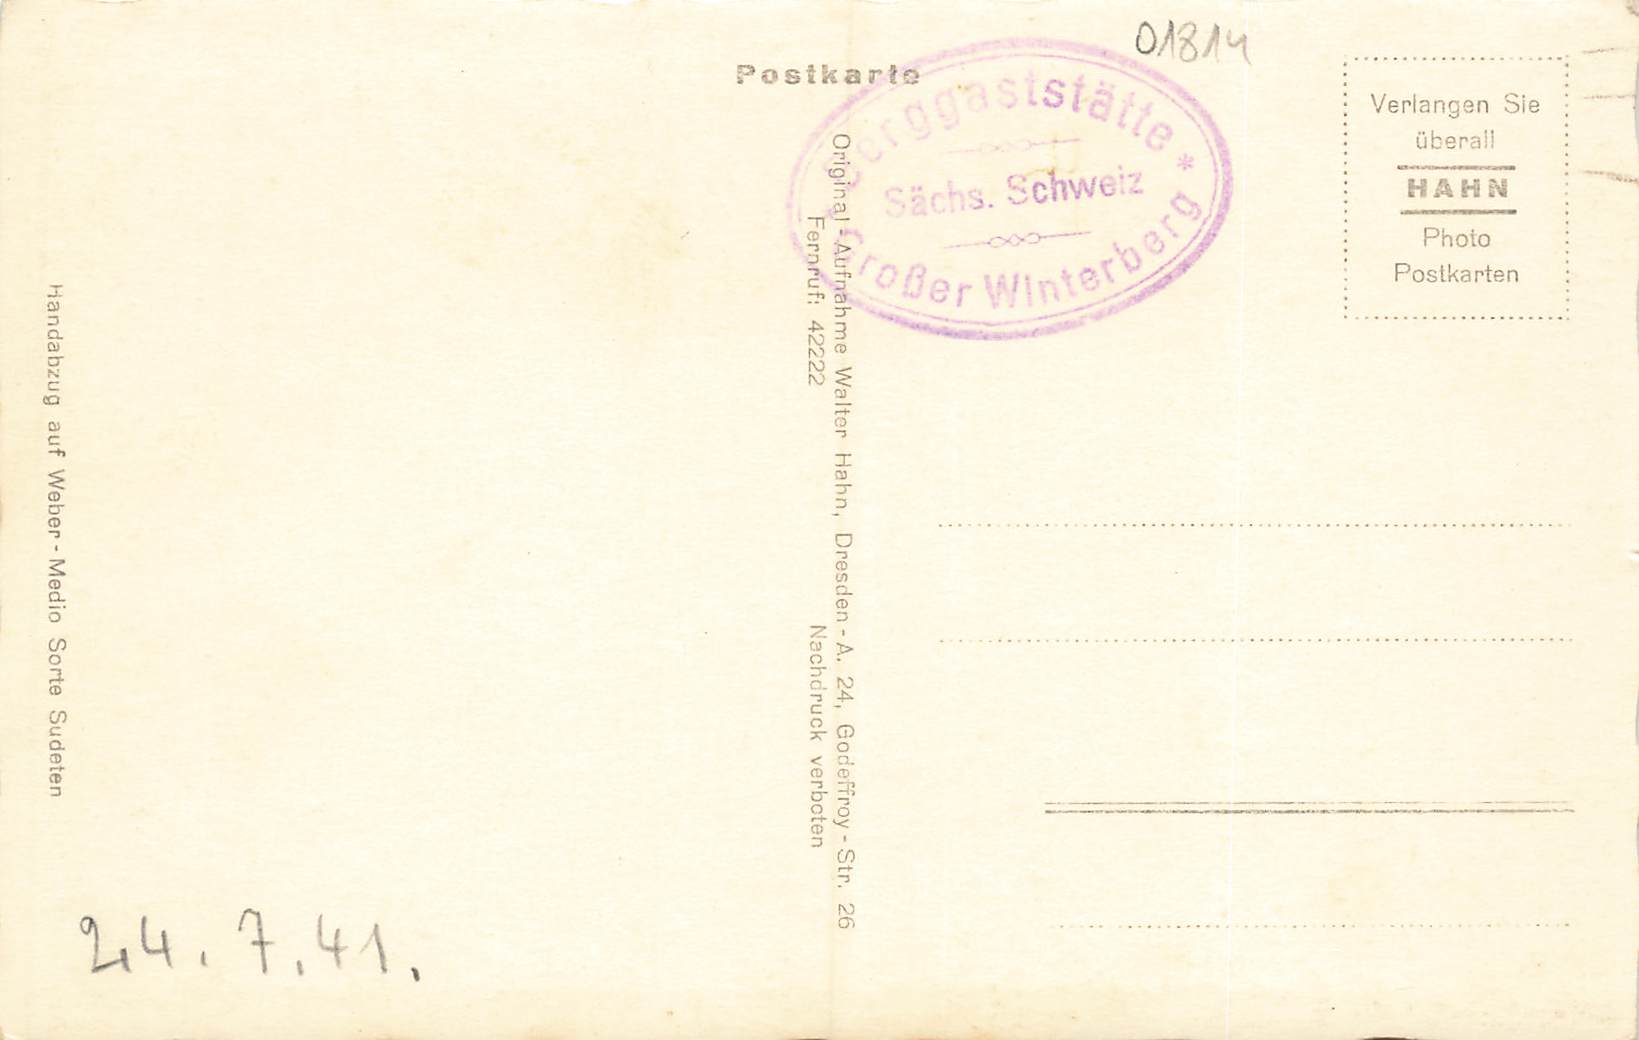 01814
Postkarte
Berggaststätte
*
Sächs. Schweiz
Großer Winterberg
Verlangen Sie
überall
HAHN
Photo
Postkarten
Original-Aufnahme Walter Hahn, Dresden-A. 24, Godeffroy-Str. 26
Fernruf: 42222 Nachdruck verboten
Handabzug auf Weber-Medio Sorte Sudeten
24.7.41.